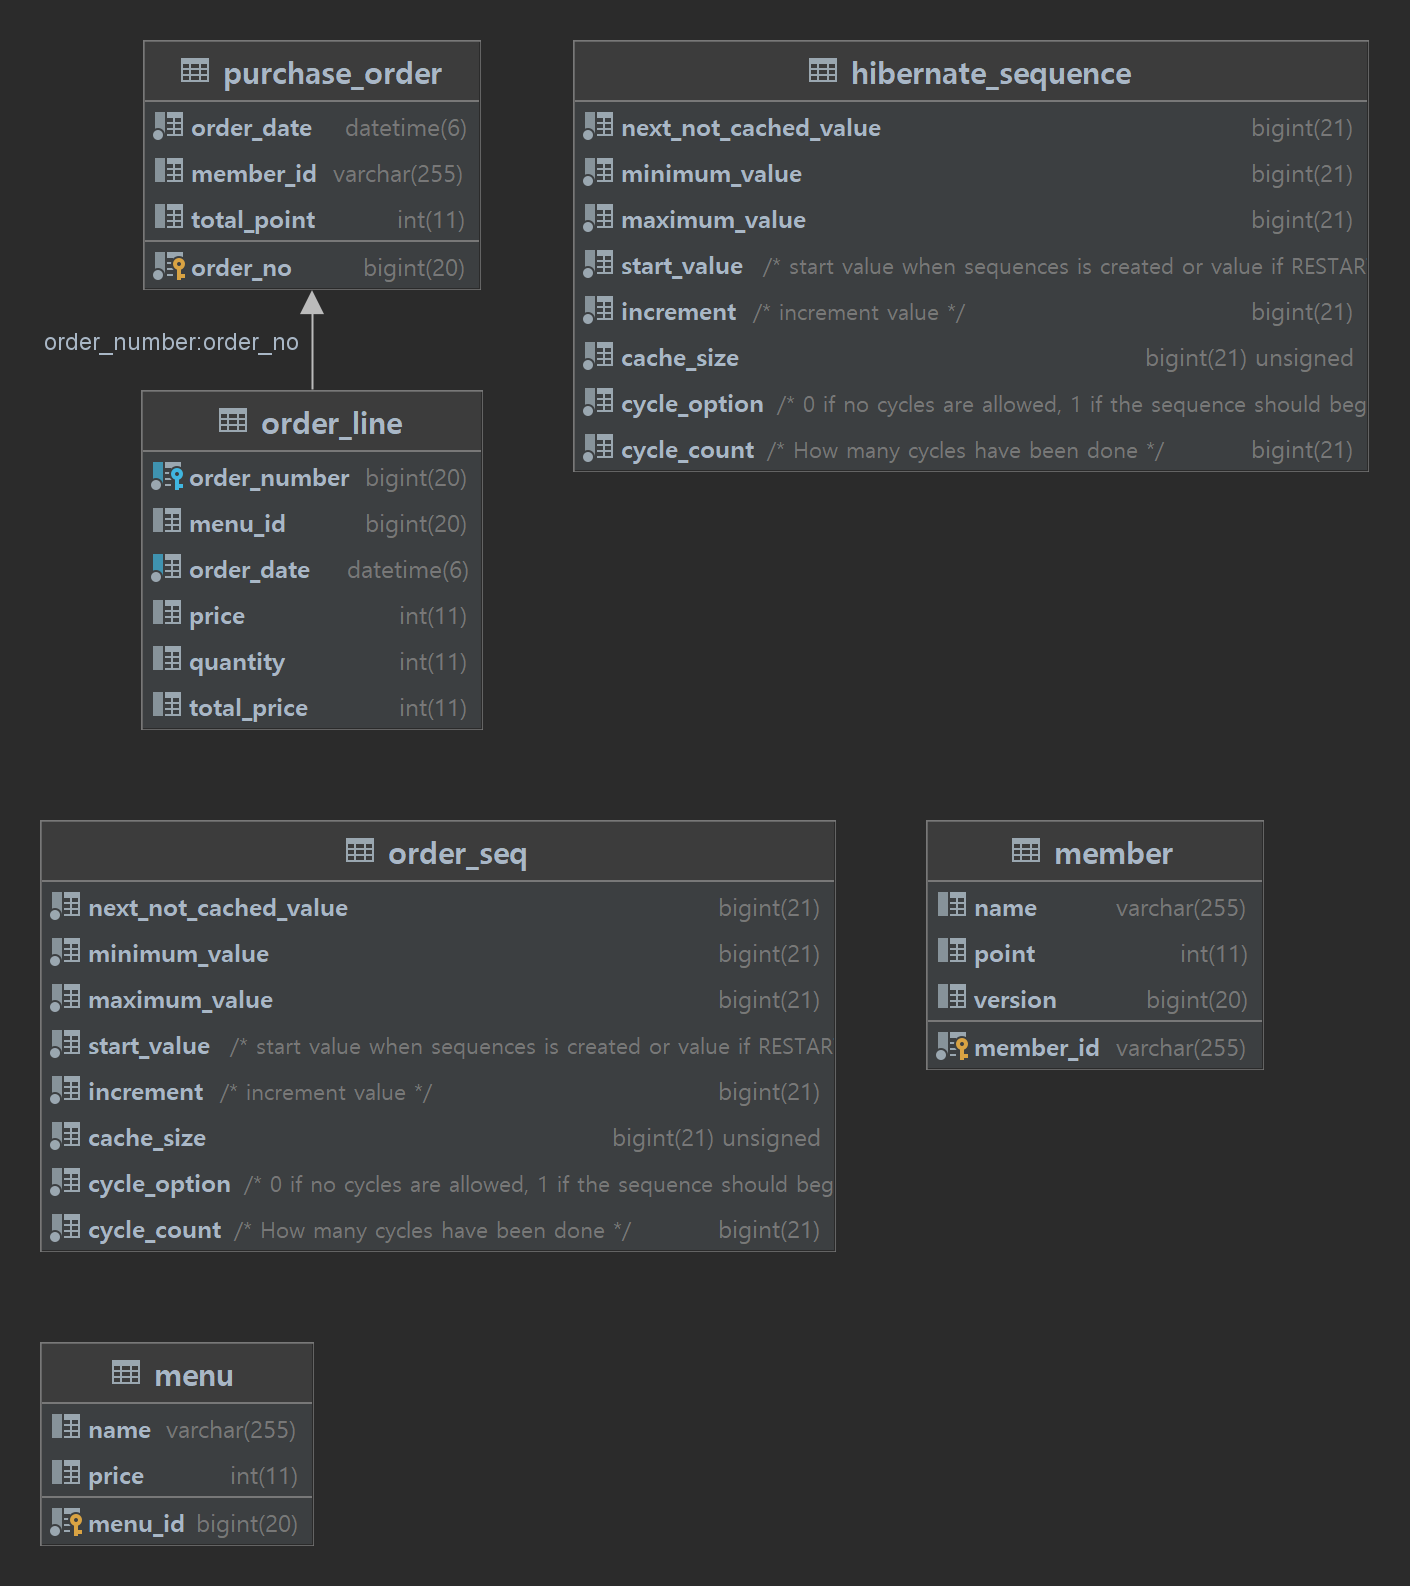 purchase_order
order_date datetime(6)
member_id varchar(255)
total_point int(11)
order_no bigint(20)
order_number:order_no
order_line
order_number bigint(20)
menu_id bigint(20)
order_date datetime(6)
price int(11)
quantity int(11)
total_price int(11)
hibernate_sequence
next_not_cached_value bigint(21)
minimum_value bigint(21)
maximum_value bigint(21)
start_value /* start value when sequences is created or value if RESTAR
increment /* increment value */ bigint(21)
cache_size bigint(21) unsigned
cycle_option /* 0 if no cycles are allowed, 1 if the sequence should beg
cycle_count /* How many cycles have been done */ bigint(21)
order_seq
next_not_cached_value bigint(21)
minimum_value bigint(21)
maximum_value bigint(21)
start_value /* start value when sequences is created or value if RESTAR
increment /* increment value */ bigint(21)
cache_size bigint(21) unsigned
cycle_option /* 0 if no cycles are allowed, 1 if the sequence should beg
cycle_count /* How many cycles have been done */ bigint(21)
member
name varchar(255)
point int(11)
version bigint(20)
member_id varchar(255)
menu
name varchar(255)
price int(11)
menu_id bigint(20)